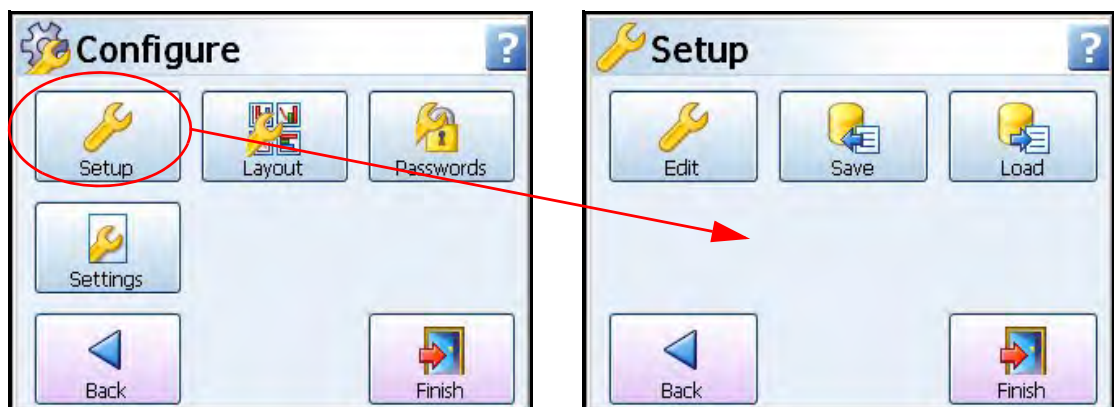 Configure
?
Setup
Layout
Passwords
Settings
Back
Finish
Setup
?
Edit
Save
Load
Back
Finish